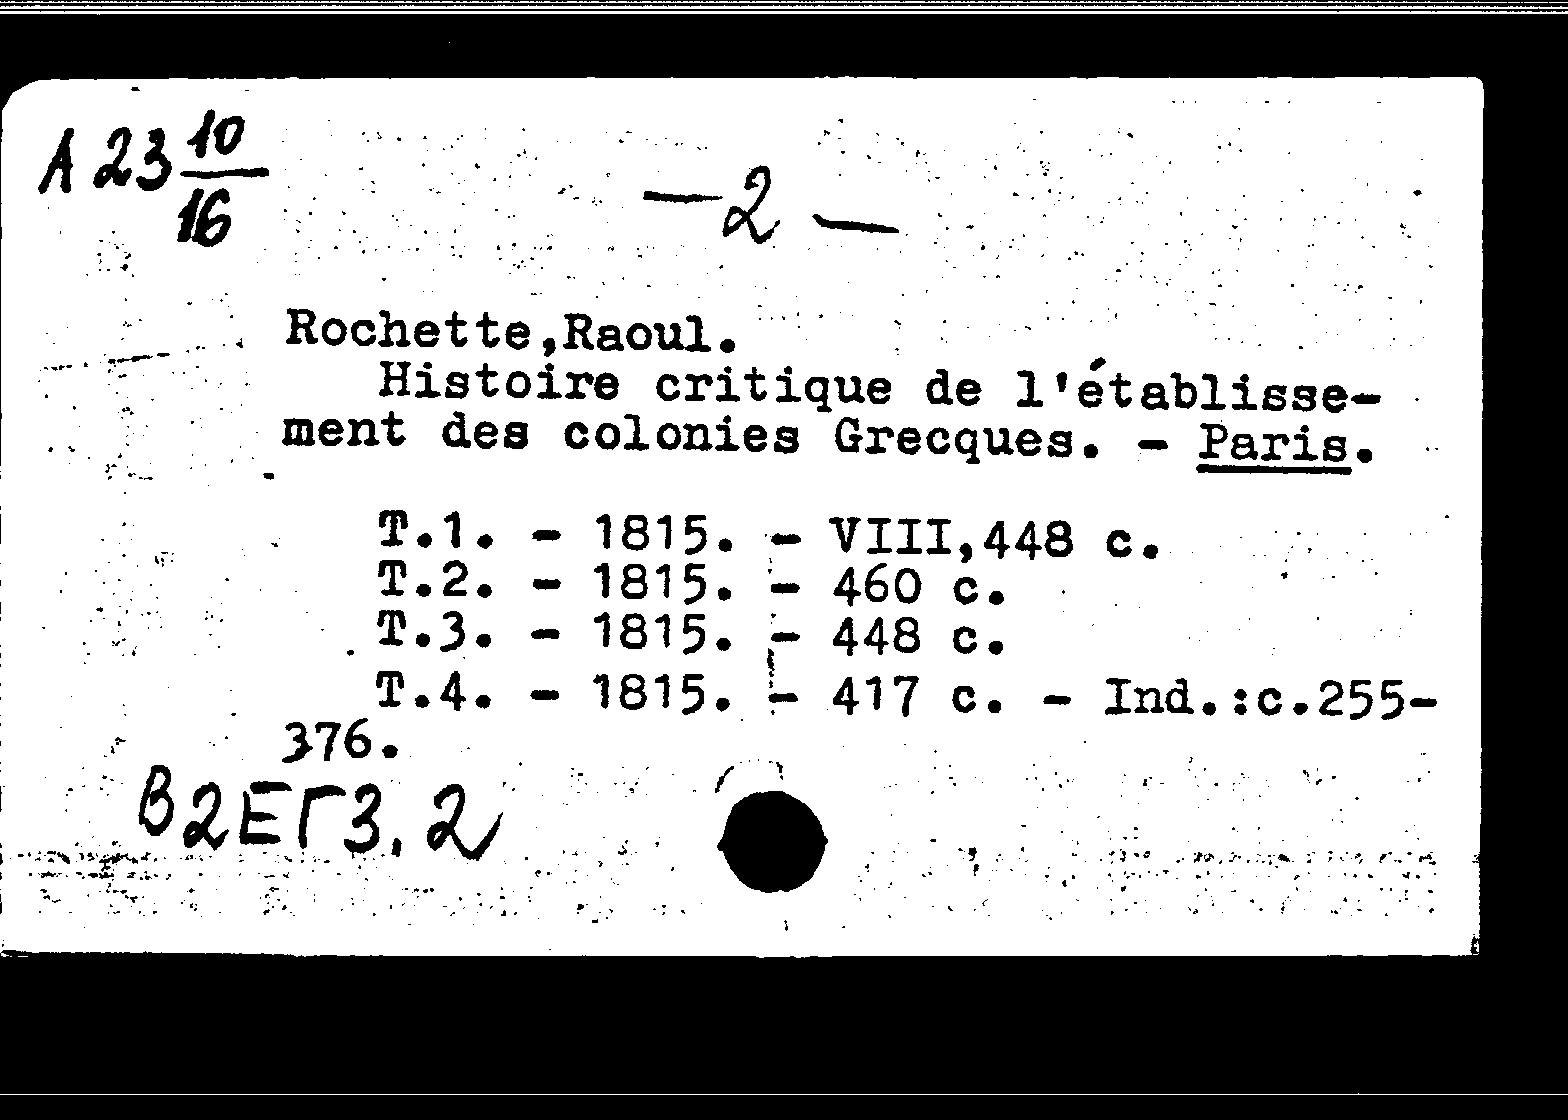 А 23 10/16
— 2 —
Rochette,Raoul.
Histoire critique de l'établisse-
ment des colonies Grecques. - Paris.
T.1. - 1815. - VIII,448 c.
T.2. - 1815. - 460 c.
T.3. - 1815. - 448 c.
T.4. - 1815. - 417 c. - Ind.:c.255-
376.
В2ЕГ3,2